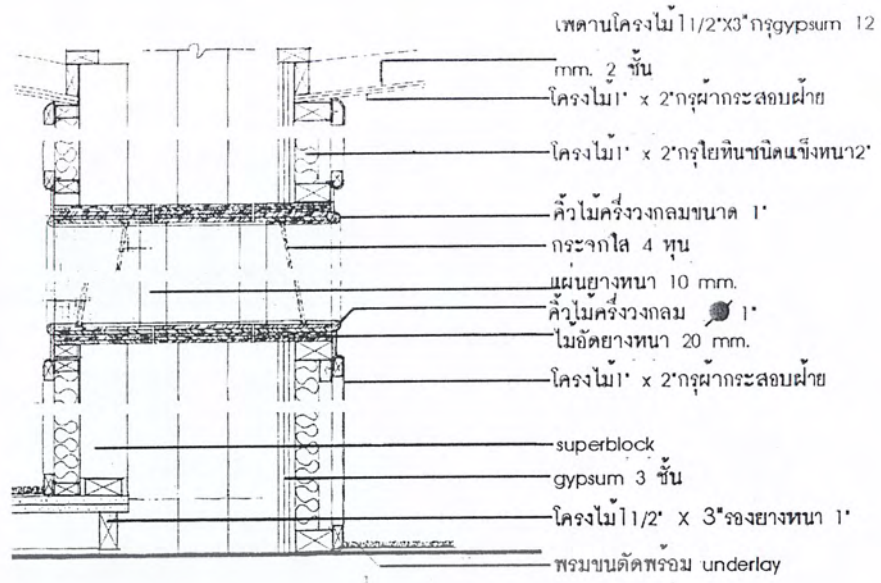 เพดานโครงไม้ 1 1/2"X3" กรุgypsum 12
mm. 2 ชั้น
โครงไม้1" x 2"กรุผ้ากระสอบฝ้าย
โครงไม้1" x 2"กรุใยหินชนิดแข็งหนา2"
คิ้วไม้ครึ่งวงกลมขนาด 1"
กระจกใส 4 หุน
แผ่นยางหนา 10 mm.
คิ้วไม้ครึ่งวงกลม 1"
ไม้อัดยางหนา 20 mm.
โครงไม้1" x 2"กรุผ้ากระสอบฝ้าย
superblock
gypsum 3 ชั้น
โครงไม้ 1 1/2" X 3"รองยางหนา 1"
พรมขนตัดพร้อม underlay